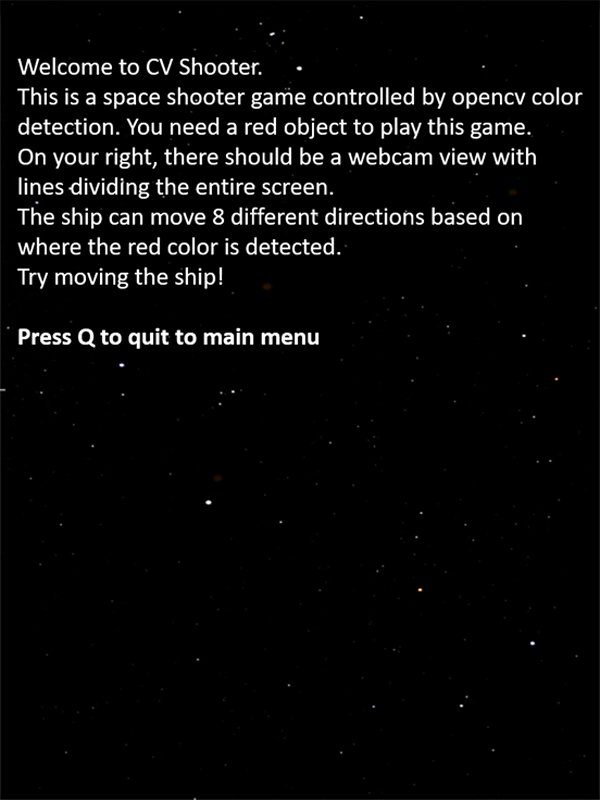 Welcome to CV Shooter.
This is a space shooter game controlled by opencv color
detection. You need a red object to play this game.
On your right, there should be a webcam view with
lines dividing the entire screen.
The ship can move 8 different directions based on
where the red color is detected.
Try moving the ship!
Press Q to quit to main menu